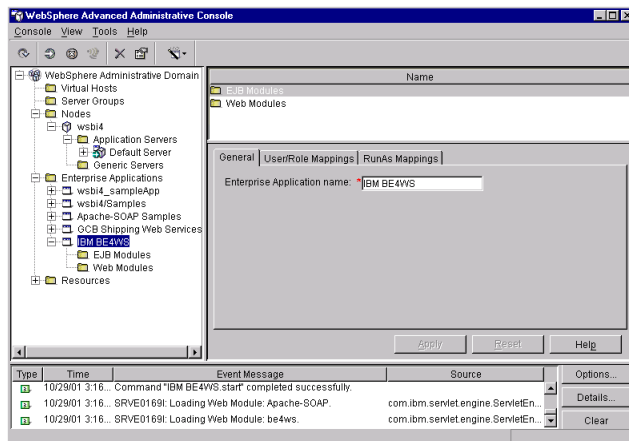 WebSphere Advanced Administrative Console
Console View Tools Help
WebSphere Administrative Domain
Virtual Hosts
Server Groups
Nodes
wsbi4
Application Servers
Default Server
Generic Servers
Enterprise Applications
wsbi4_sampleApp
wsbi4/Samples
Apache-SOAP Samples
GCB Shipping Web Services
IBM BE4WS
EJB Modules
Web Modules
Resources
Name
EJB Modules
Web Modules
General User/Role Mappings RunAs Mappings
Enterprise Application name: *IBM BE4WS
Apply Reset Help
Type Time Event Message Source
10/29/01 3:16... Command "IBM BE4WS.start" completed successfully.
10/29/01 3:16... SRVE0169I: Loading Web Module: Apache-SOAP. com.ibm.servlet.engine.ServletEn...
10/29/01 3:16... SRVE0169I: Loading Web Module: be4ws. com.ibm.servlet.engine.ServletEn...
Options...
Details...
Clear